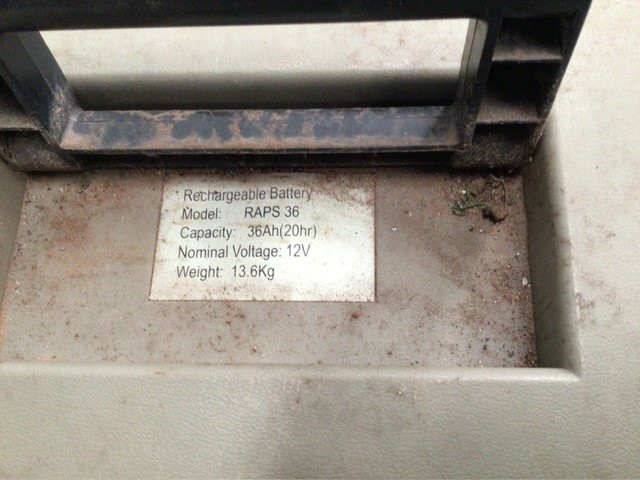 Rechargeable Battery
Model: RAPS 36
Capacity: 36Ah(20hr)
Nominal Voltage: 12V
Weight: 13.6Kg